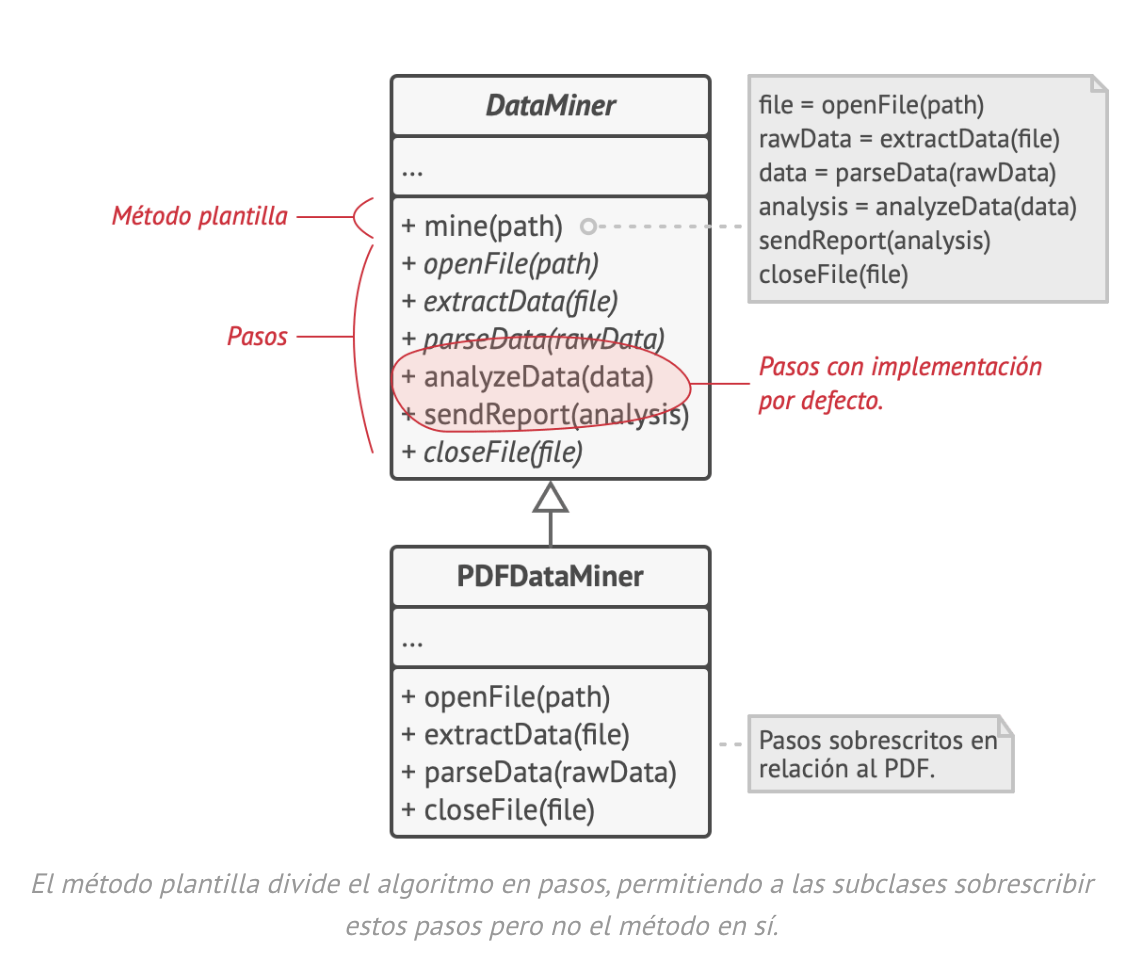 DataMiner
...
Método plantilla
+ mine(path)
+ openFile(path)
+ extractData(file)
+ parseData(rawData)
+ analyzeData(data)
+ sendReport(analysis)
+ closeFile(file)
Pasos
file = openFile(path)
rawData = extractData(file)
data = parseData(rawData)
analysis = analyzeData(data)
sendReport(analysis)
closeFile(file)
Pasos con implementación
por defecto.
PDFDataMiner
...
+ openFile(path)
+ extractData(file)
+ parseData(rawData)
+ closeFile(file)
Pasos sobrescritos en
relación al PDF.
El método plantilla divide el algoritmo en pasos, permitiendo a las subclases sobrescribir
estos pasos pero no el método en sí.